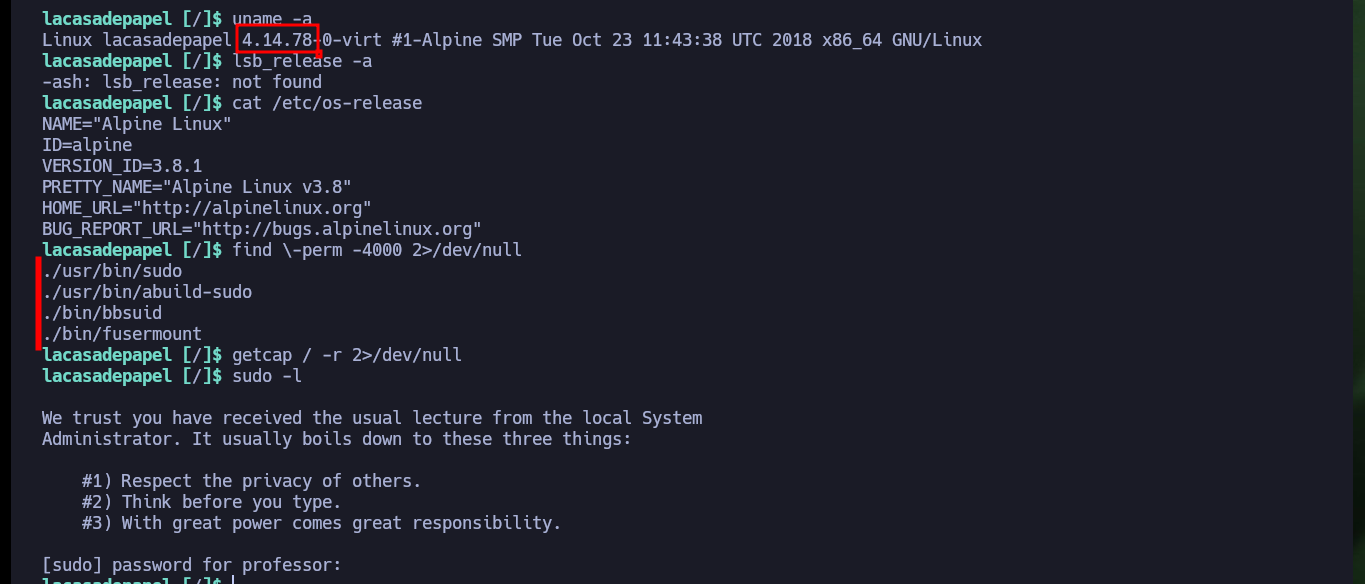 lacasadepapel [/]$ uname -a
Linux lacasadepapel 4.14.78-0-virt #1-Alpine SMP Tue Oct 23 11:43:38 UTC 2018 x86_64 GNU/Linux
lacasadepapel [/]$ lsb_release -a
-ash: lsb_release: not found
lacasadepapel [/]$ cat /etc/os-release
NAME="Alpine Linux"
ID=alpine
VERSION_ID=3.8.1
PRETTY_NAME="Alpine Linux v3.8"
HOME_URL="http://alpinelinux.org"
BUG_REPORT_URL="http://bugs.alpinelinux.org"
lacasadepapel [/]$ find \-perm -4000 2>/dev/null
./usr/bin/sudo
./usr/bin/abuild-sudo
./bin/bbsuid
./bin/fusermount
lacasadepapel [/]$ getcap / -r 2>/dev/null
lacasadepapel [/]$ sudo -l
We trust you have received the usual lecture from the local System
Administrator. It usually boils down to these three things:
#1) Respect the privacy of others.
#2) Think before you type.
#3) With great power comes great responsibility.
[sudo] password for professor:
lacasadepapel [/]$